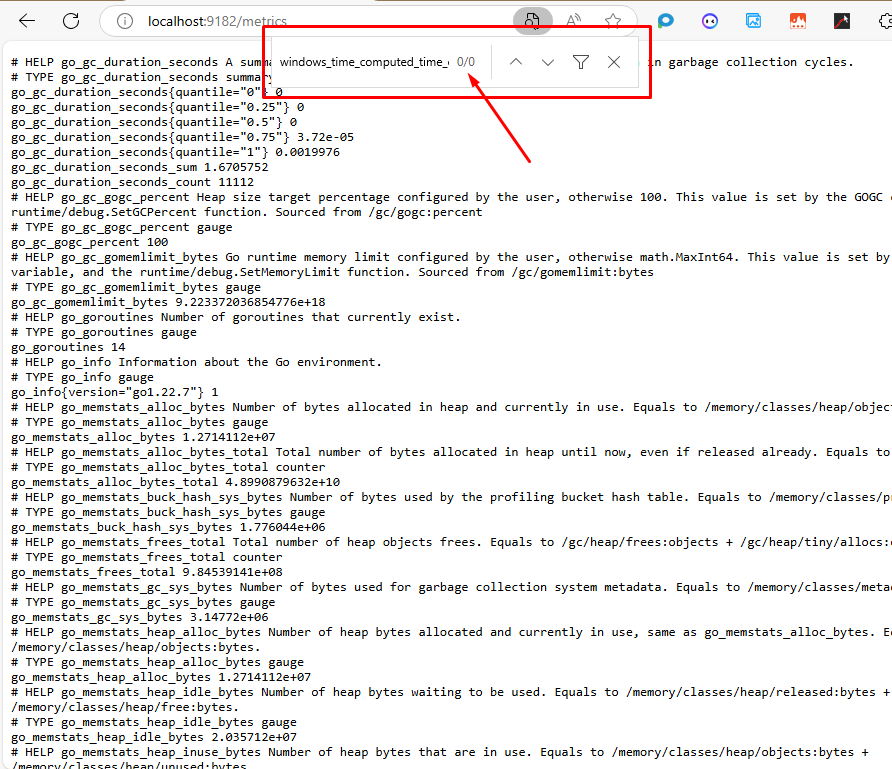 localhost:9182/metrics
windows_time_computed_time_ 0/0
# HELP go_gc_duration_seconds A summa in garbage collection cycles.
# TYPE go_gc_duration_seconds summary
go_gc_duration_seconds{quantile="0"} 0
go_gc_duration_seconds{quantile="0.25"} 0
go_gc_duration_seconds{quantile="0.5"} 0
go_gc_duration_seconds{quantile="0.75"} 3.72e-05
go_gc_duration_seconds{quantile="1"} 0.0019976
go_gc_duration_seconds_sum 1.6705752
go_gc_duration_seconds_count 11112
# HELP go_gc_gogc_percent Heap size target percentage configured by the user, otherwise 100. This value is set by the GOGC
runtime/debug.SetGCPercent function. Sourced from /gc/gogc:percent
# TYPE go_gc_gogc_percent gauge
go_gc_gogc_percent 100
# HELP go_gc_gomemlimit_bytes Go runtime memory limit configured by the user, otherwise math.MaxInt64. This value is set by
variable, and the runtime/debug.SetMemoryLimit function. Sourced from /gc/gomemlimit:bytes
# TYPE go_gc_gomemlimit_bytes gauge
go_gc_gomemlimit_bytes 9.223372036854776e+18
# HELP go_goroutines Number of goroutines that currently exist.
# TYPE go_goroutines gauge
go_goroutines 14
# HELP go_info Information about the Go environment.
# TYPE go_info gauge
go_info{version="go1.22.7"} 1
# HELP go_memstats_alloc_bytes Number of bytes allocated in heap and currently in use. Equals to /memory/classes/heap/objec
# TYPE go_memstats_alloc_bytes gauge
go_memstats_alloc_bytes 1.2714112e+07
# HELP go_memstats_alloc_bytes_total Total number of bytes allocated in heap until now, even if released already. Equals to
# TYPE go_memstats_alloc_bytes_total counter
go_memstats_alloc_bytes_total 4.8990879632e+10
# HELP go_memstats_buck_hash_sys_bytes Number of bytes used by the profiling bucket hash table. Equals to /memory/classes/pr
# TYPE go_memstats_buck_hash_sys_bytes gauge
go_memstats_buck_hash_sys_bytes 1.776044e+06
# HELP go_memstats_frees_total Total number of heap objects frees. Equals to /gc/heap/frees:objects + /gc/heap/tiny/allocs:
# TYPE go_memstats_frees_total counter
go_memstats_frees_total 9.84539141e+08
# HELP go_memstats_gc_sys_bytes Number of bytes used for garbage collection system metadata. Equals to /memory/classes/metad
# TYPE go_memstats_gc_sys_bytes gauge
go_memstats_gc_sys_bytes 3.14772e+06
# HELP go_memstats_heap_alloc_bytes Number of heap bytes allocated and currently in use, same as go_memstats_alloc_bytes. Eq
/memory/classes/heap/objects:bytes.
# TYPE go_memstats_heap_alloc_bytes gauge
go_memstats_heap_alloc_bytes 1.2714112e+07
# HELP go_memstats_heap_idle_bytes Number of heap bytes waiting to be used. Equals to /memory/classes/heap/released:bytes +
/memory/classes/heap/free:bytes.
# TYPE go_memstats_heap_idle_bytes gauge
go_memstats_heap_idle_bytes 2.035712e+07
# HELP go_memstats_heap_inuse_bytes Number of heap bytes that are in use. Equals to /memory/classes/heap/objects:bytes +
/memory/classes/heap/unused:bytes